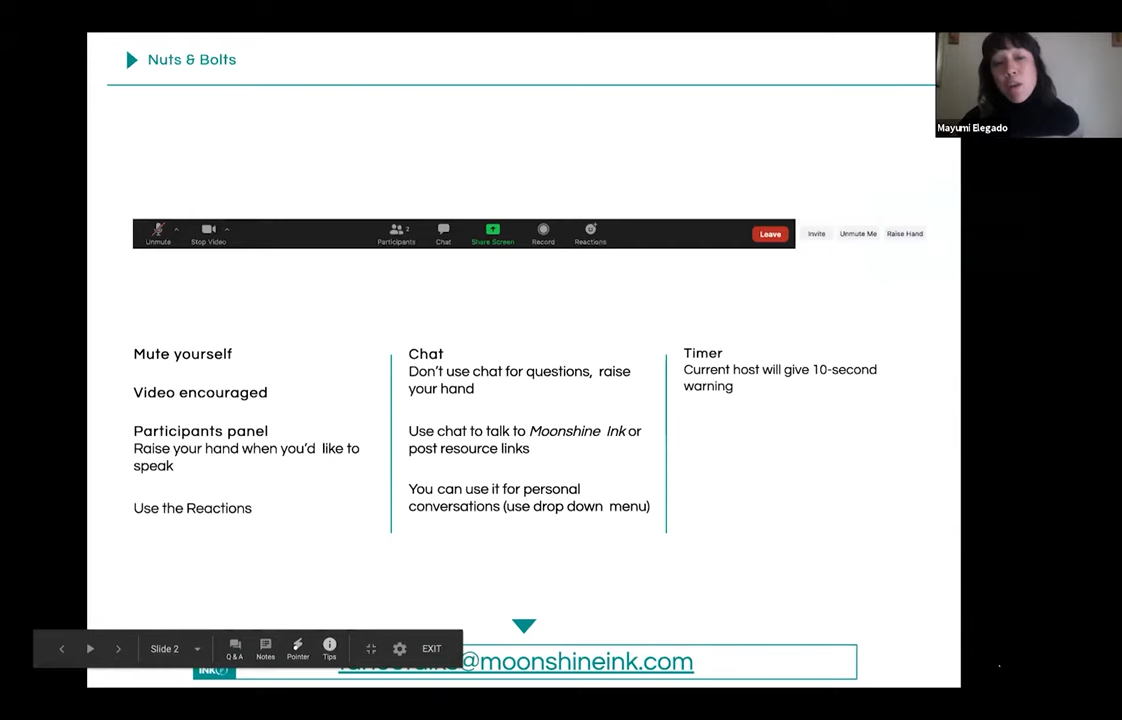 Nuts & Bolts
Mayumi Elegado
Unmute
Stop Video
2
Participants
Chat
Share Screen
Record
Reactions
Leave
Invite
Unmute Me
Raise Hand
Mute yourself
Video encouraged
Participants panel
Raise your hand when you'd like to
speak
Use the Reactions
Chat
Don't use chat for questions, raise
your hand
Use chat to talk to Moonshine Ink or
post resource links
You can use it for personal
conversations (use drop down menu)
Timer
Current host will give 10-second
warning
Slide 2
Q & A
Notes
Pointer
Tips
EXIT
@moonshineink.com
INK